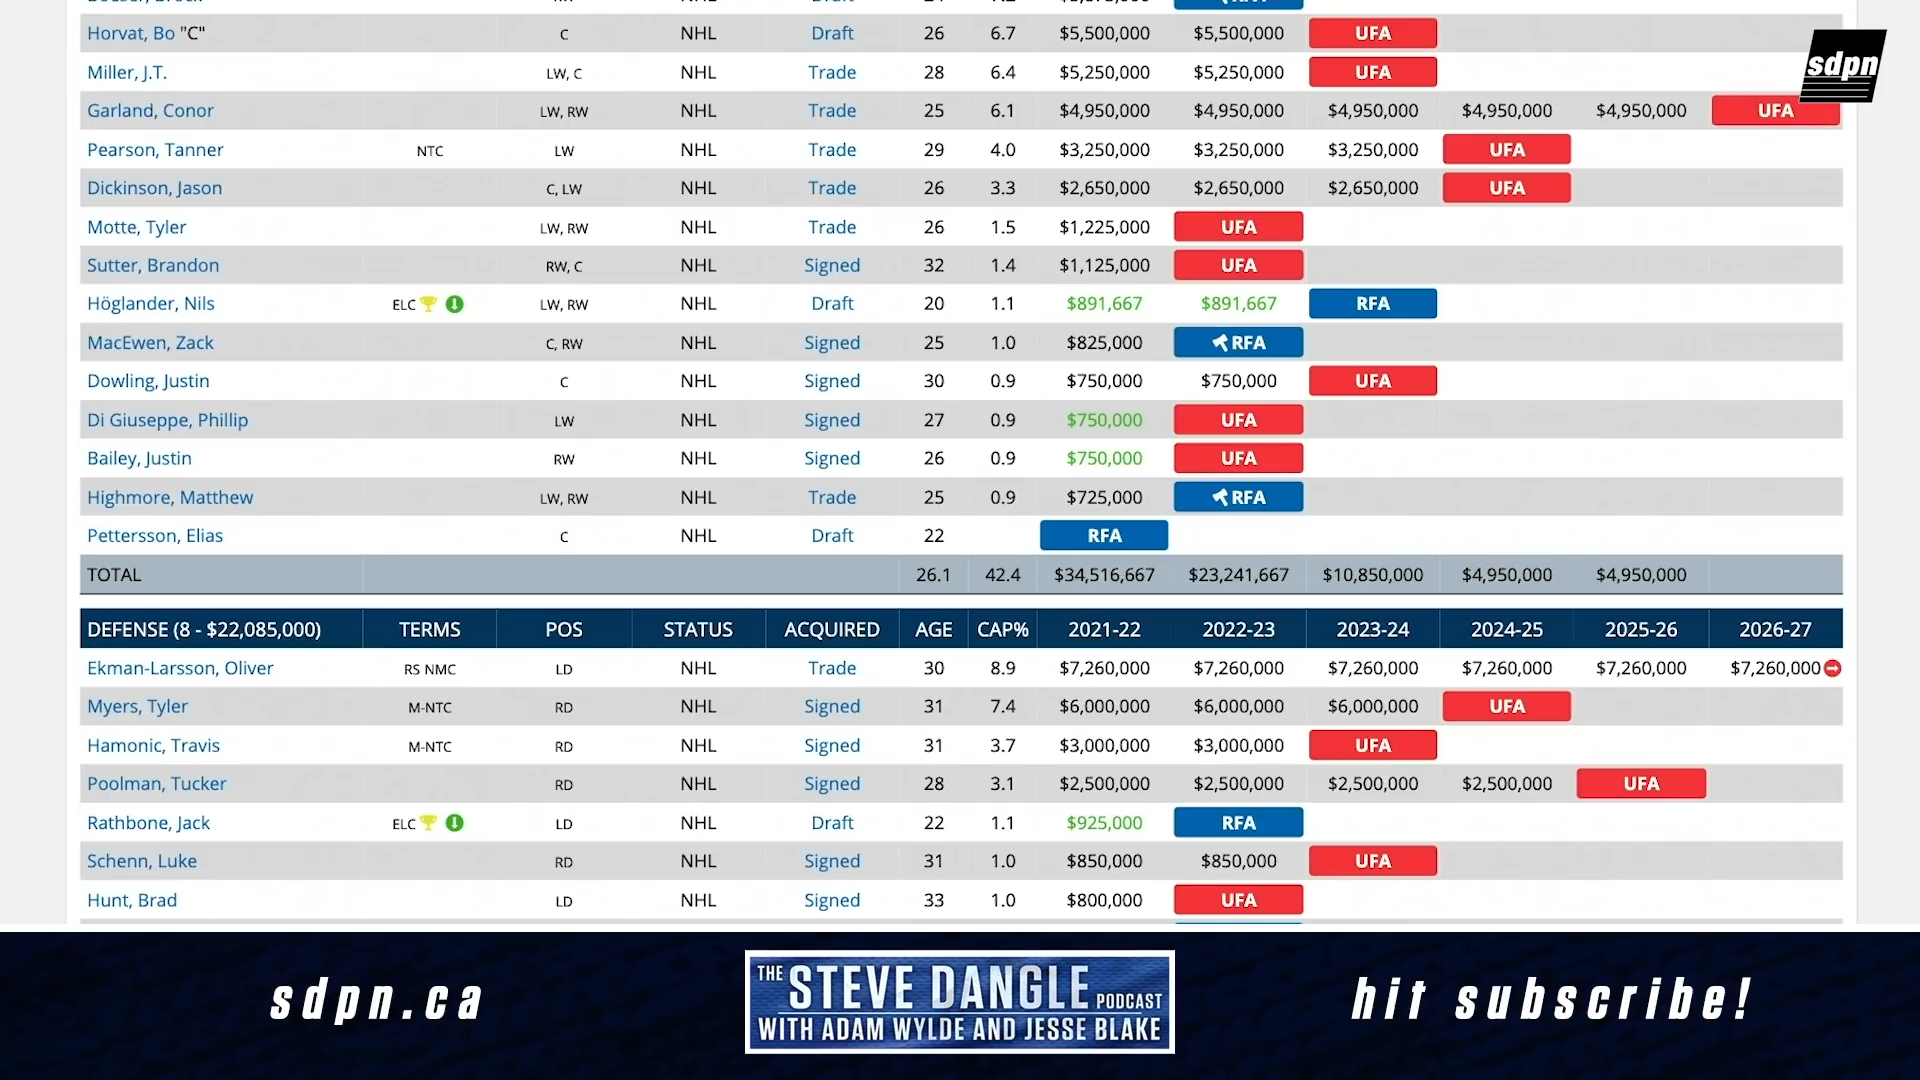 Horvat, Bo "C" C NHL Draft 26 6.7 $5,500,000 $5,500,000 UFA
sdpn
Miller, J.T. LW, C NHL Trade 28 6.4 $5,250,000 $5,250,000 UFA
Garland, Conor LW, RW NHL Trade 25 6.1 $4,950,000 $4,950,000 $4,950,000 $4,950,000 $4,950,000 UFA
Pearson, Tanner NTC LW NHL Trade 29 4.0 $3,250,000 $3,250,000 $3,250,000 UFA
Dickinson, Jason C, LW NHL Trade 26 3.3 $2,650,000 $2,650,000 $2,650,000 UFA
Motte, Tyler LW, RW NHL Trade 26 1.5 $1,225,000 UFA
Sutter, Brandon RW, C NHL Signed 32 1.4 $1,125,000 UFA
Höglander, Nils ELC LW, RW NHL Draft 20 1.1 $891,667 $891,667 RFA
MacEwen, Zack C, RW NHL Signed 25 1.0 $825,000 RFA
Dowling, Justin C NHL Signed 30 0.9 $750,000 $750,000 UFA
Di Giuseppe, Phillip LW NHL Signed 27 0.9 $750,000 UFA
Bailey, Justin RW NHL Signed 26 0.9 $750,000 UFA
Highmore, Matthew LW, RW NHL Trade 25 0.9 $725,000 RFA
Pettersson, Elias C NHL Draft 22 RFA
TOTAL 26.1 42.4 $34,516,667 $23,241,667 $10,850,000 $4,950,000 $4,950,000
DEFENSE (8 - $22,085,000) TERMS POS STATUS ACQUIRED AGE CAP% 2021-22 2022-23 2023-24 2024-25 2025-26 2026-27
Ekman-Larsson, Oliver RS NMC LD NHL Trade 30 8.9 $7,260,000 $7,260,000 $7,260,000 $7,260,000 $7,260,000 $7,260,000
Myers, Tyler M-NTC RD NHL Signed 31 7.4 $6,000,000 $6,000,000 $6,000,000 UFA
Hamonic, Travis M-NTC RD NHL Signed 31 3.7 $3,000,000 $3,000,000 UFA
Poolman, Tucker RD NHL Signed 28 3.1 $2,500,000 $2,500,000 $2,500,000 $2,500,000 UFA
Rathbone, Jack ELC LD NHL Draft 22 1.1 $925,000 RFA
Schenn, Luke RD NHL Signed 31 1.0 $850,000 $850,000 UFA
Hunt, Brad LD NHL Signed 33 1.0 $800,000 UFA
sdpn.ca
THE STEVE DANGLE PODCAST
WITH ADAM WYLDE AND JESSE BLAKE
hit subscribe!